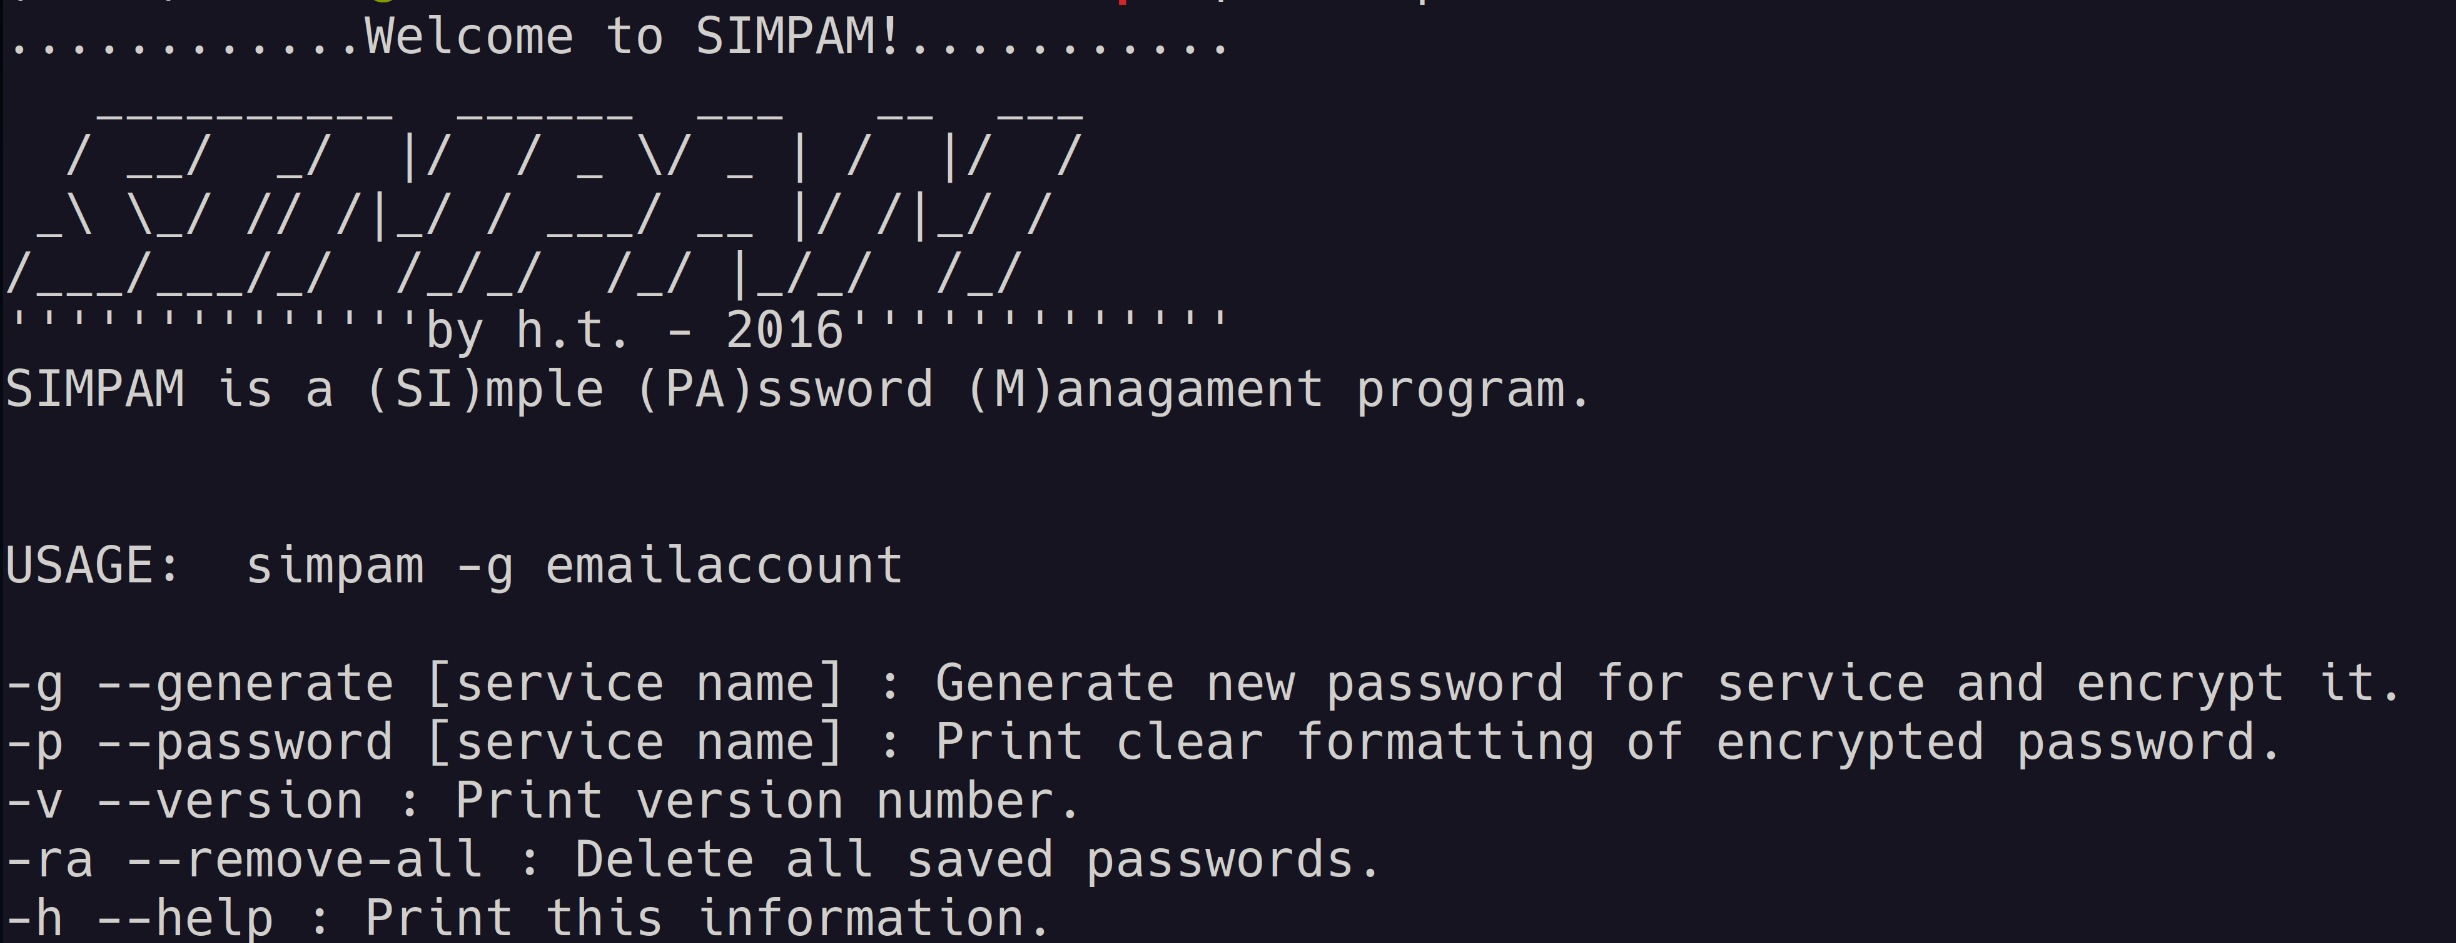 ............Welcome to SIMPAM!...........
   __________  ______  ___   __  ___
  / __/  _/  |/  / _ \/ _ | /  |/  /
 _\ \_/ // /|_/ / ___/ __ |/ /|_/ /
/___/___/_/  /_/_/  /_/ |_/_/  /_/
''''''''''''''by h.t. - 2016'''''''''''''
SIMPAM is a (SI)mple (PA)ssword (M)anagament program.
USAGE:  simpam -g emailaccount
-g --generate [service name] : Generate new password for service and encrypt it.
-p --password [service name] : Print clear formatting of encrypted password.
-v --version : Print version number.
-ra --remove-all : Delete all saved passwords.
-h --help : Print this information.